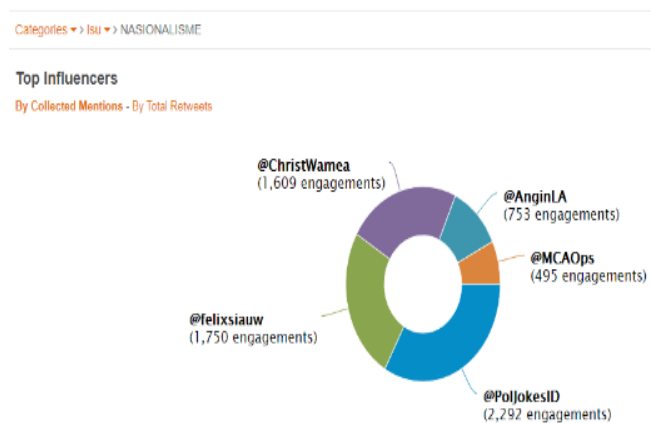 Categories > Isu > NASIONALISME
Top Influencers
By Collected Mentions - By Total Retweets
@ChristWamea
(1,609 engagements)
@AnginLA
(753 engagements)
@MCAOps
(495 engagements)
@felixsiauw
(1,750 engagements)
@PolJokesID
(2,292 engagements)